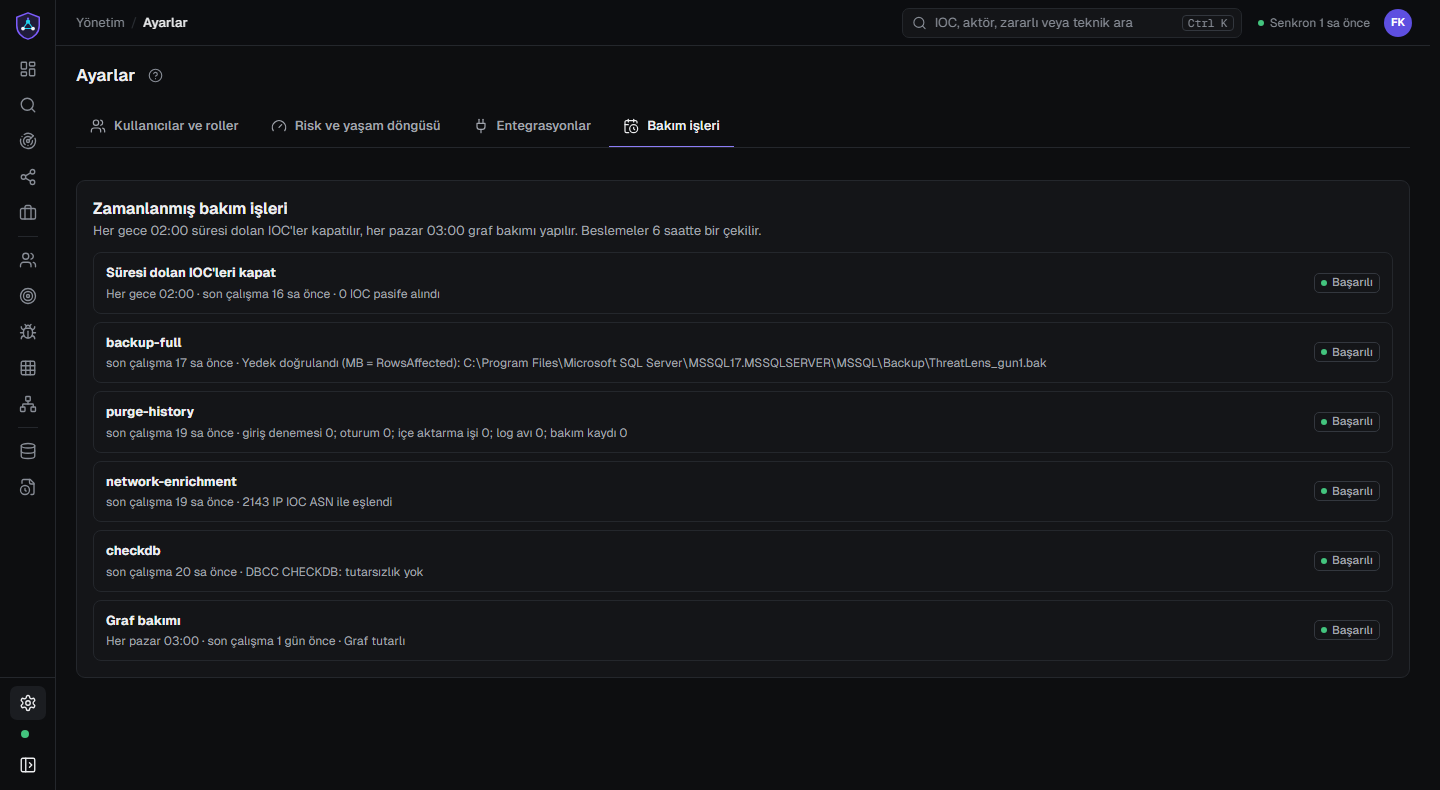 Yönetim / Ayarlar
IOC, aktör, zararlı veya teknik ara
Ctrl K
Senkron 1 sa önce
FK
Ayarlar
Kullanıcılar ve roller
Risk ve yaşam döngüsü
Entegrasyonlar
Bakım işleri
Zamanlanmış bakım işleri
Her gece 02:00 süresi dolan IOC'ler kapatılır, her pazar 03:00 graf bakımı yapılır. Beslemeler 6 saatte bir çekilir.
Süresi dolan IOC'leri kapat
Her gece 02:00 · son çalışma 16 sa önce · 0 IOC pasife alındı
Başarılı
backup-full
son çalışma 17 sa önce · Yedek doğrulandı (MB = RowsAffected): C:\Program Files\Microsoft SQL Server\MSSQL17.MSSQLSERVER\MSSQL\Backup\ThreatLens_gun1.bak
Başarılı
purge-history
son çalışma 19 sa önce · giriş denemesi 0; oturum 0; içe aktarma işi 0; log avı 0; bakım kaydı 0
Başarılı
network-enrichment
son çalışma 19 sa önce · 2143 IP IOC ASN ile eşlendi
Başarılı
checkdb
son çalışma 20 sa önce · DBCC CHECKDB: tutarsızlık yok
Başarılı
Graf bakımı
Her pazar 03:00 · son çalışma 1 gün önce · Graf tutarlı
Başarılı